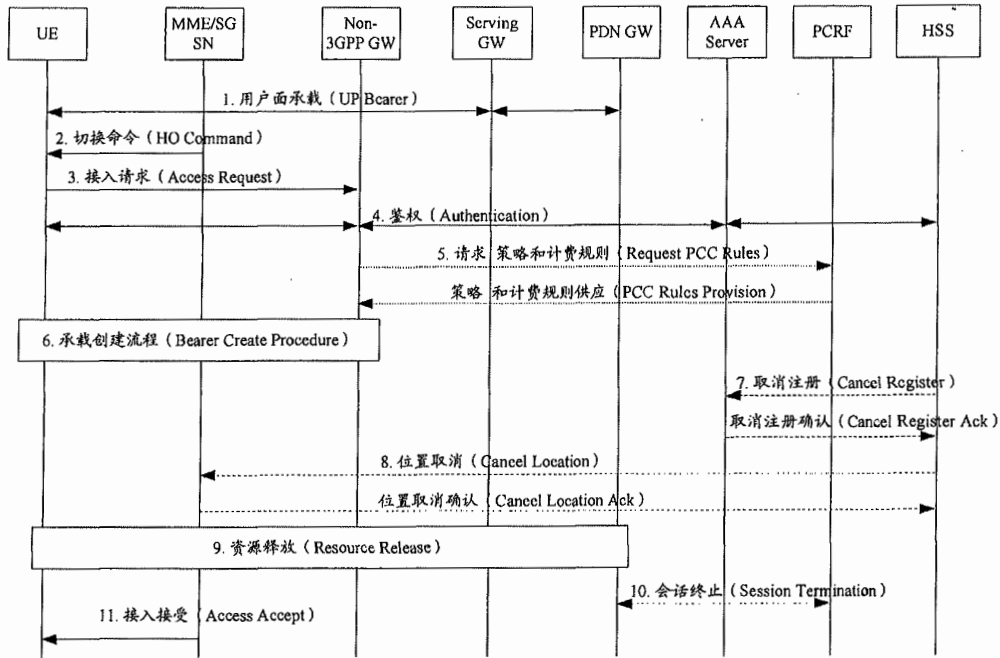 UE
MME/SG
SN
Non-
3GPP GW
Serving
GW
PDN GW
AAA
Server
PCRF
HSS
1. 用户面承载（UP Bearer）
2. 切换命令（HO Command）
3. 接入请求（Access Request）
4. 鉴权（Authentication）
5. 请求 策略和计费规则（Request PCC Rules）
策略 和计费规则供应（PCC Rules Provision）
6. 承载创建流程（Bearer Create Procedure）
7. 取消注册（Cancel Register）
取消注册确认（Cancel Register Ack）
8. 位置取消（Cancel Location）
位置取消确认（Cancel Location Ack）
9. 资源释放（Resource Release）
10. 会话终止（Session Termination）
11. 接入接受（Access Accept）